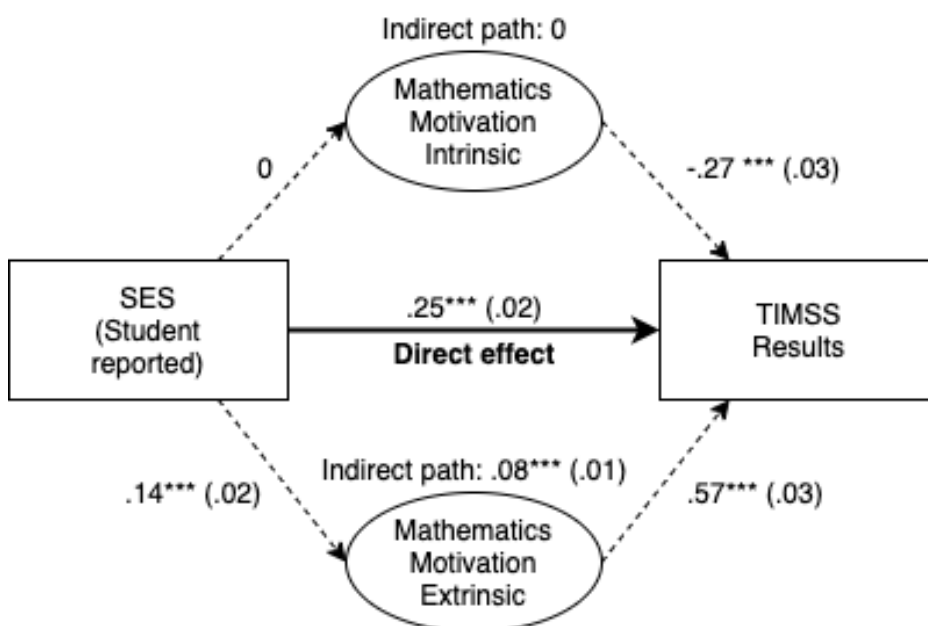 Indirect path: 0
Mathematics
Motivation
Intrinsic
0
-.27 *** (.03)
SES
(Student
reported)
.25*** (.02)
Direct effect
TIMSS
Results
.14*** (.02)
Indirect path: .08*** (.01)
.57*** (.03)
Mathematics
Motivation
Extrinsic